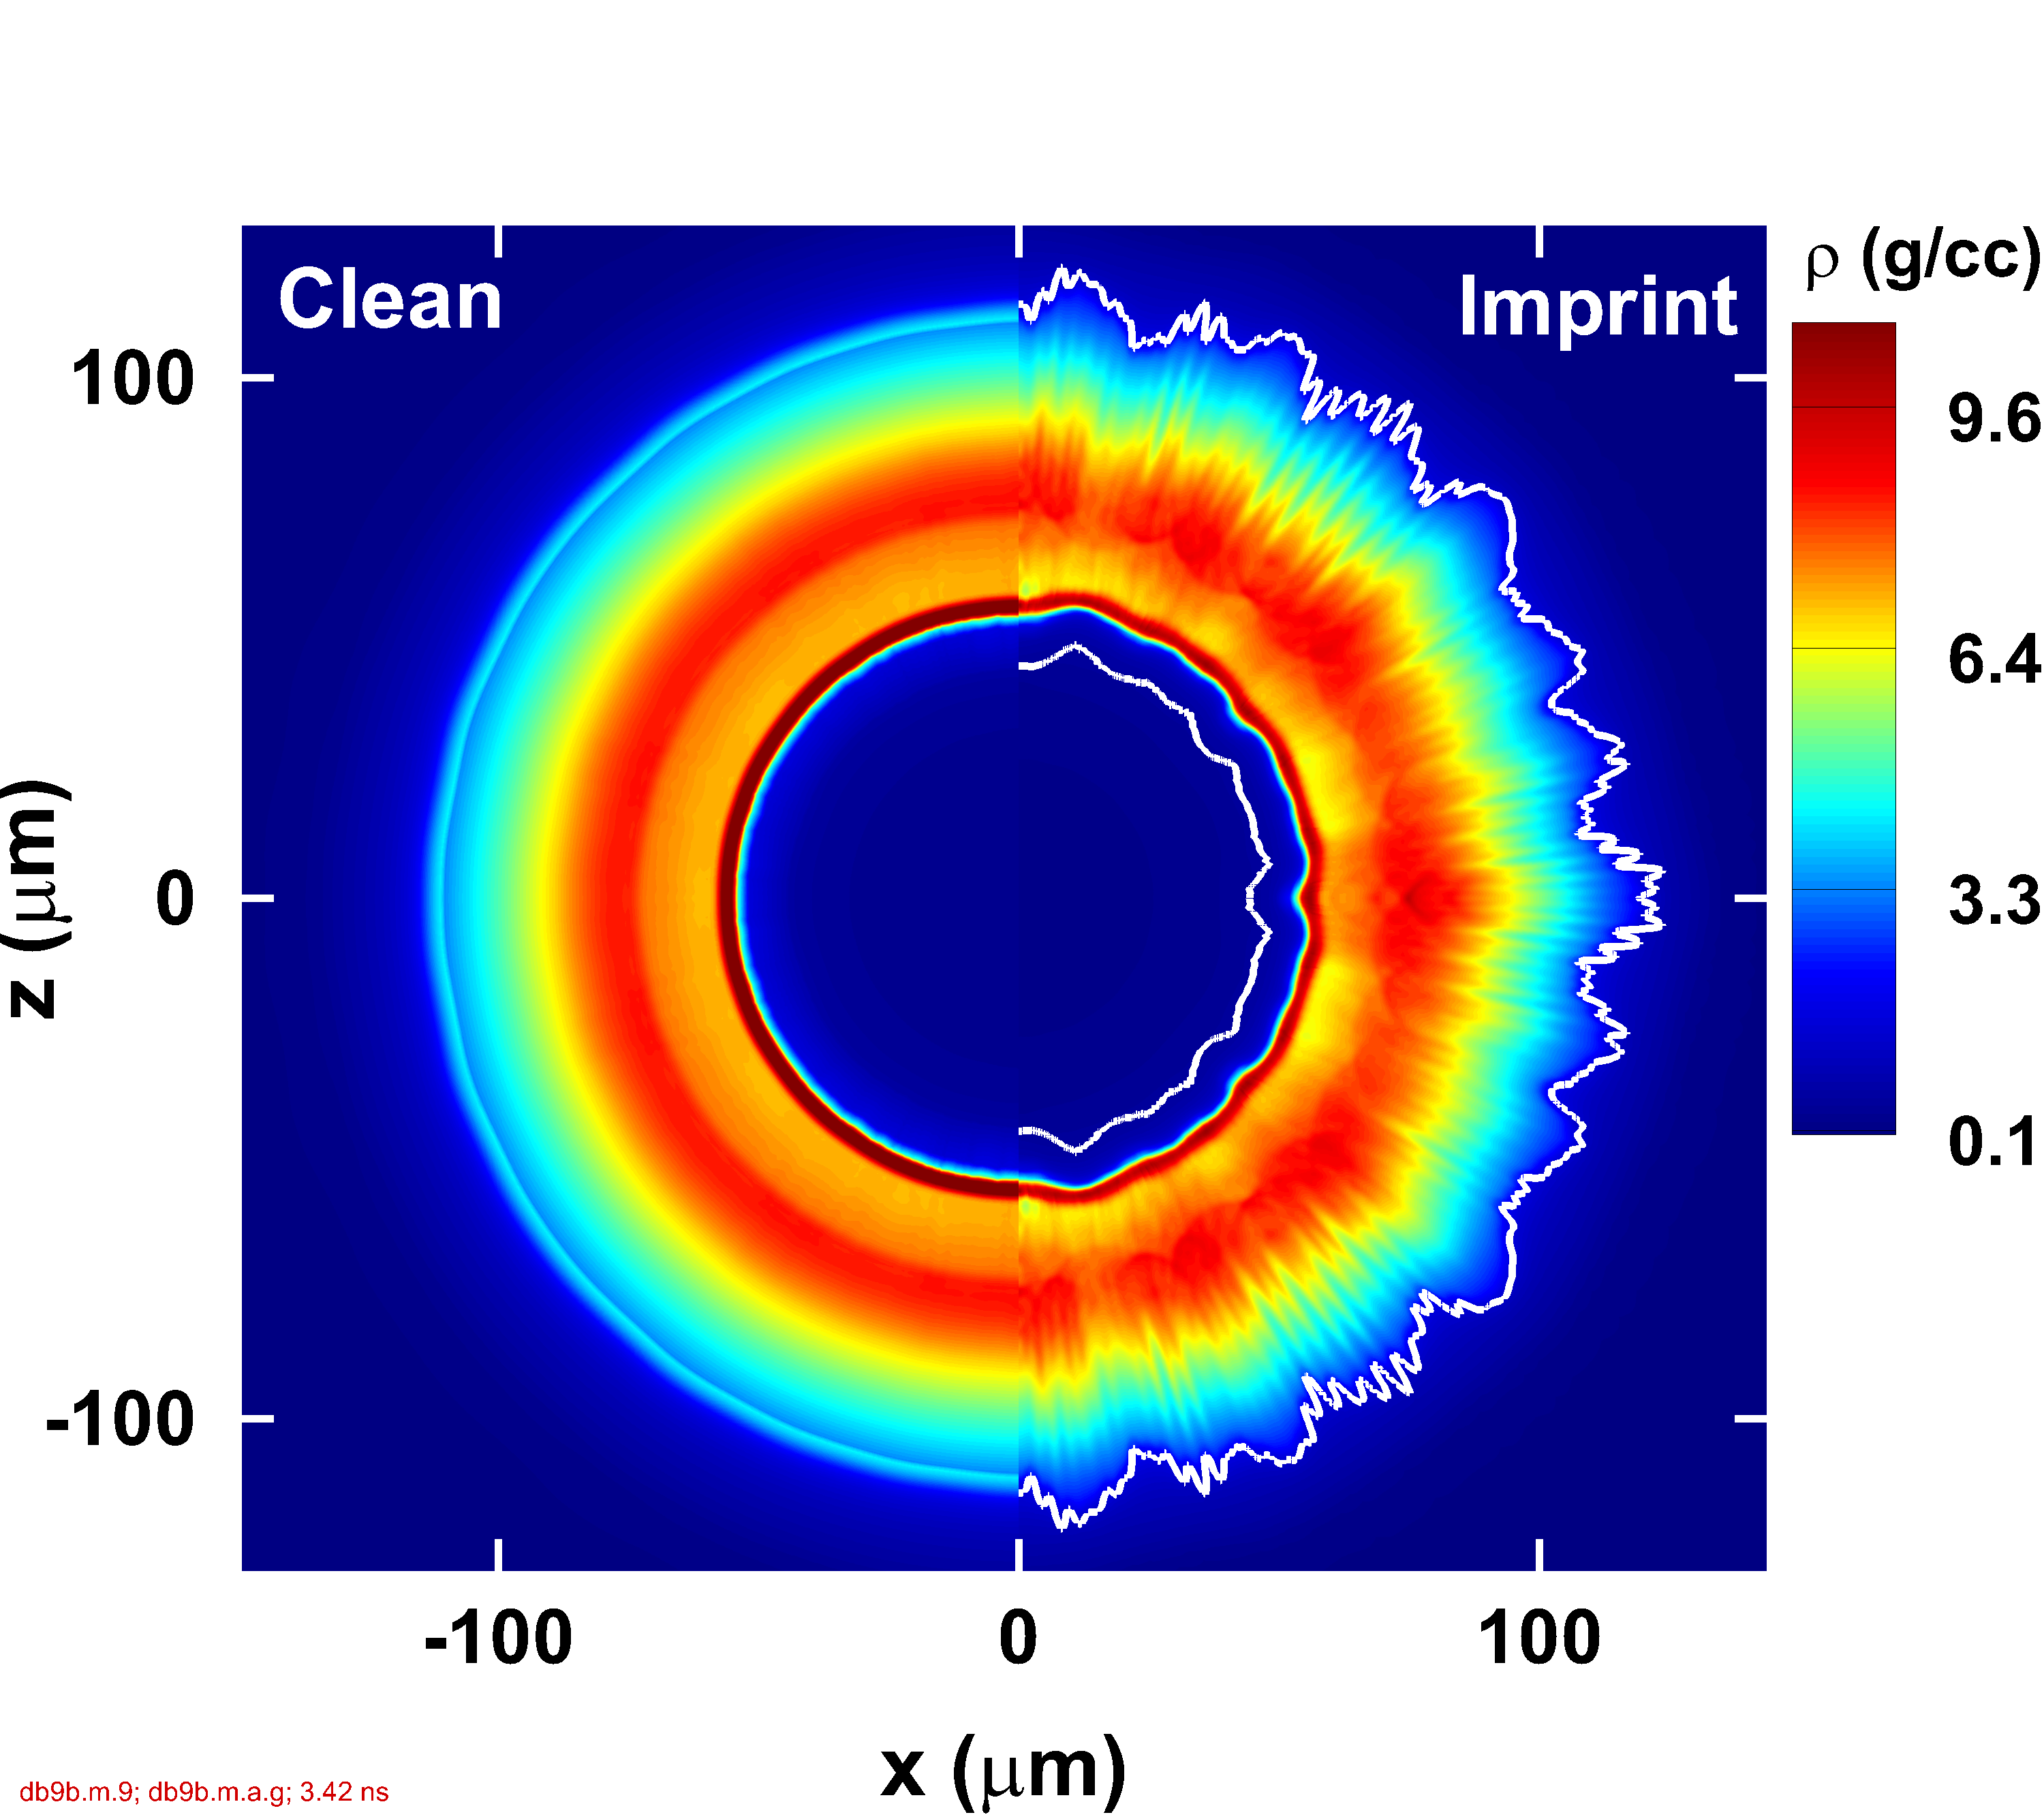 Clean
Imprint
ρ (g/cc)
9.6
6.4
3.3
0.1
100
0
-100
z (μm)
-100
0
100
x (μm)
db9b.m.9; db9b.m.a.g; 3.42 ns